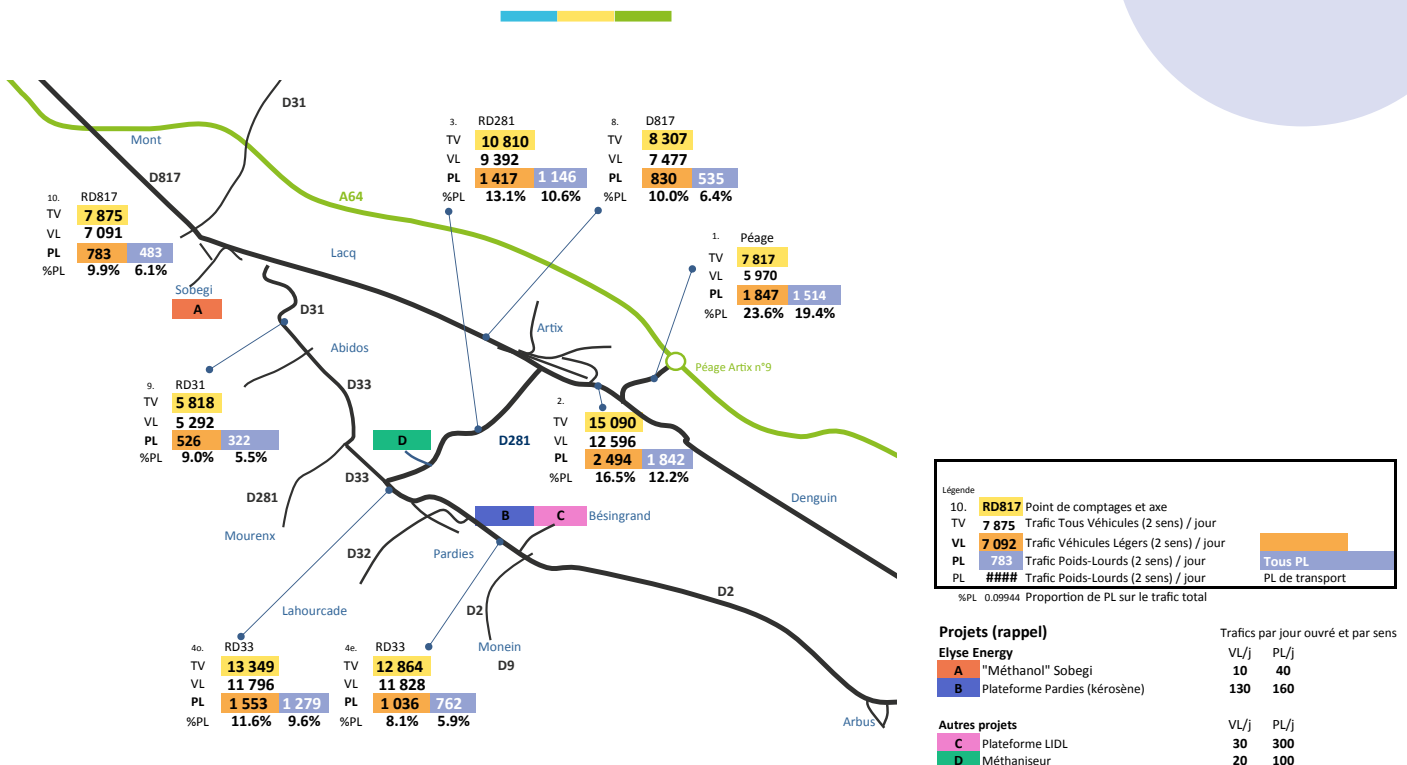 D31
Mont
D817
A64
Lacq
3. RD281
TV 10 810
VL 9 392
PL 1 417 1 146
%PL 13.1% 10.6%
8. D817
TV 8 307
VL 7 477
PL 830 535
%PL 10.0% 6.4%
10. RD817
TV 7 875
VL 7 091
PL 783 483
%PL 9.9% 6.1%
1. Péage
TV 7 817
VL 5 970
PL 1 847 1 514
%PL 23.6% 19.4%
Sobegi
A
D31
Artix
Abidos
Péage Artix n°9
D33
9. RD31
TV 5 818
VL 5 292
PL 526 322
%PL 9.0% 5.5%
D
D281
2.
TV 15 090
VL 12 596
PL 2 494 1 842
%PL 16.5% 12.2%
D33
D281
Mourenx
Denguin
B C Bésingrand
D32
Pardies
Lahourcade
D2
D2
Monein
D9
Arbus
4o. RD33
TV 13 349
VL 11 796
PL 1 553 1 279
%PL 11.6% 9.6%
4e. RD33
TV 12 864
VL 11 828
PL 1 036 762
%PL 8.1% 5.9%
Légende
10. RD817 Point de comptages et axe
TV 7 875 Trafic Tous Véhicules (2 sens) / jour
VL 7 092 Trafic Véhicules Légers (2 sens) / jour
PL 783 Trafic Poids-Lourds (2 sens) / jour Tous PL
PL #### Trafic Poids-Lourds (2 sens) / jour PL de transport
%PL 0.09944 Proportion de PL sur le trafic total
Projets (rappel) Trafics par jour ouvré et par sens
Elyse Energy VL/j PL/j
A "Méthanol" Sobegi 10 40
B Plateforme Pardies (kérosène) 130 160
Autres projets VL/j PL/j
C Plateforme LIDL 30 300
D Méthaniseur 20 100